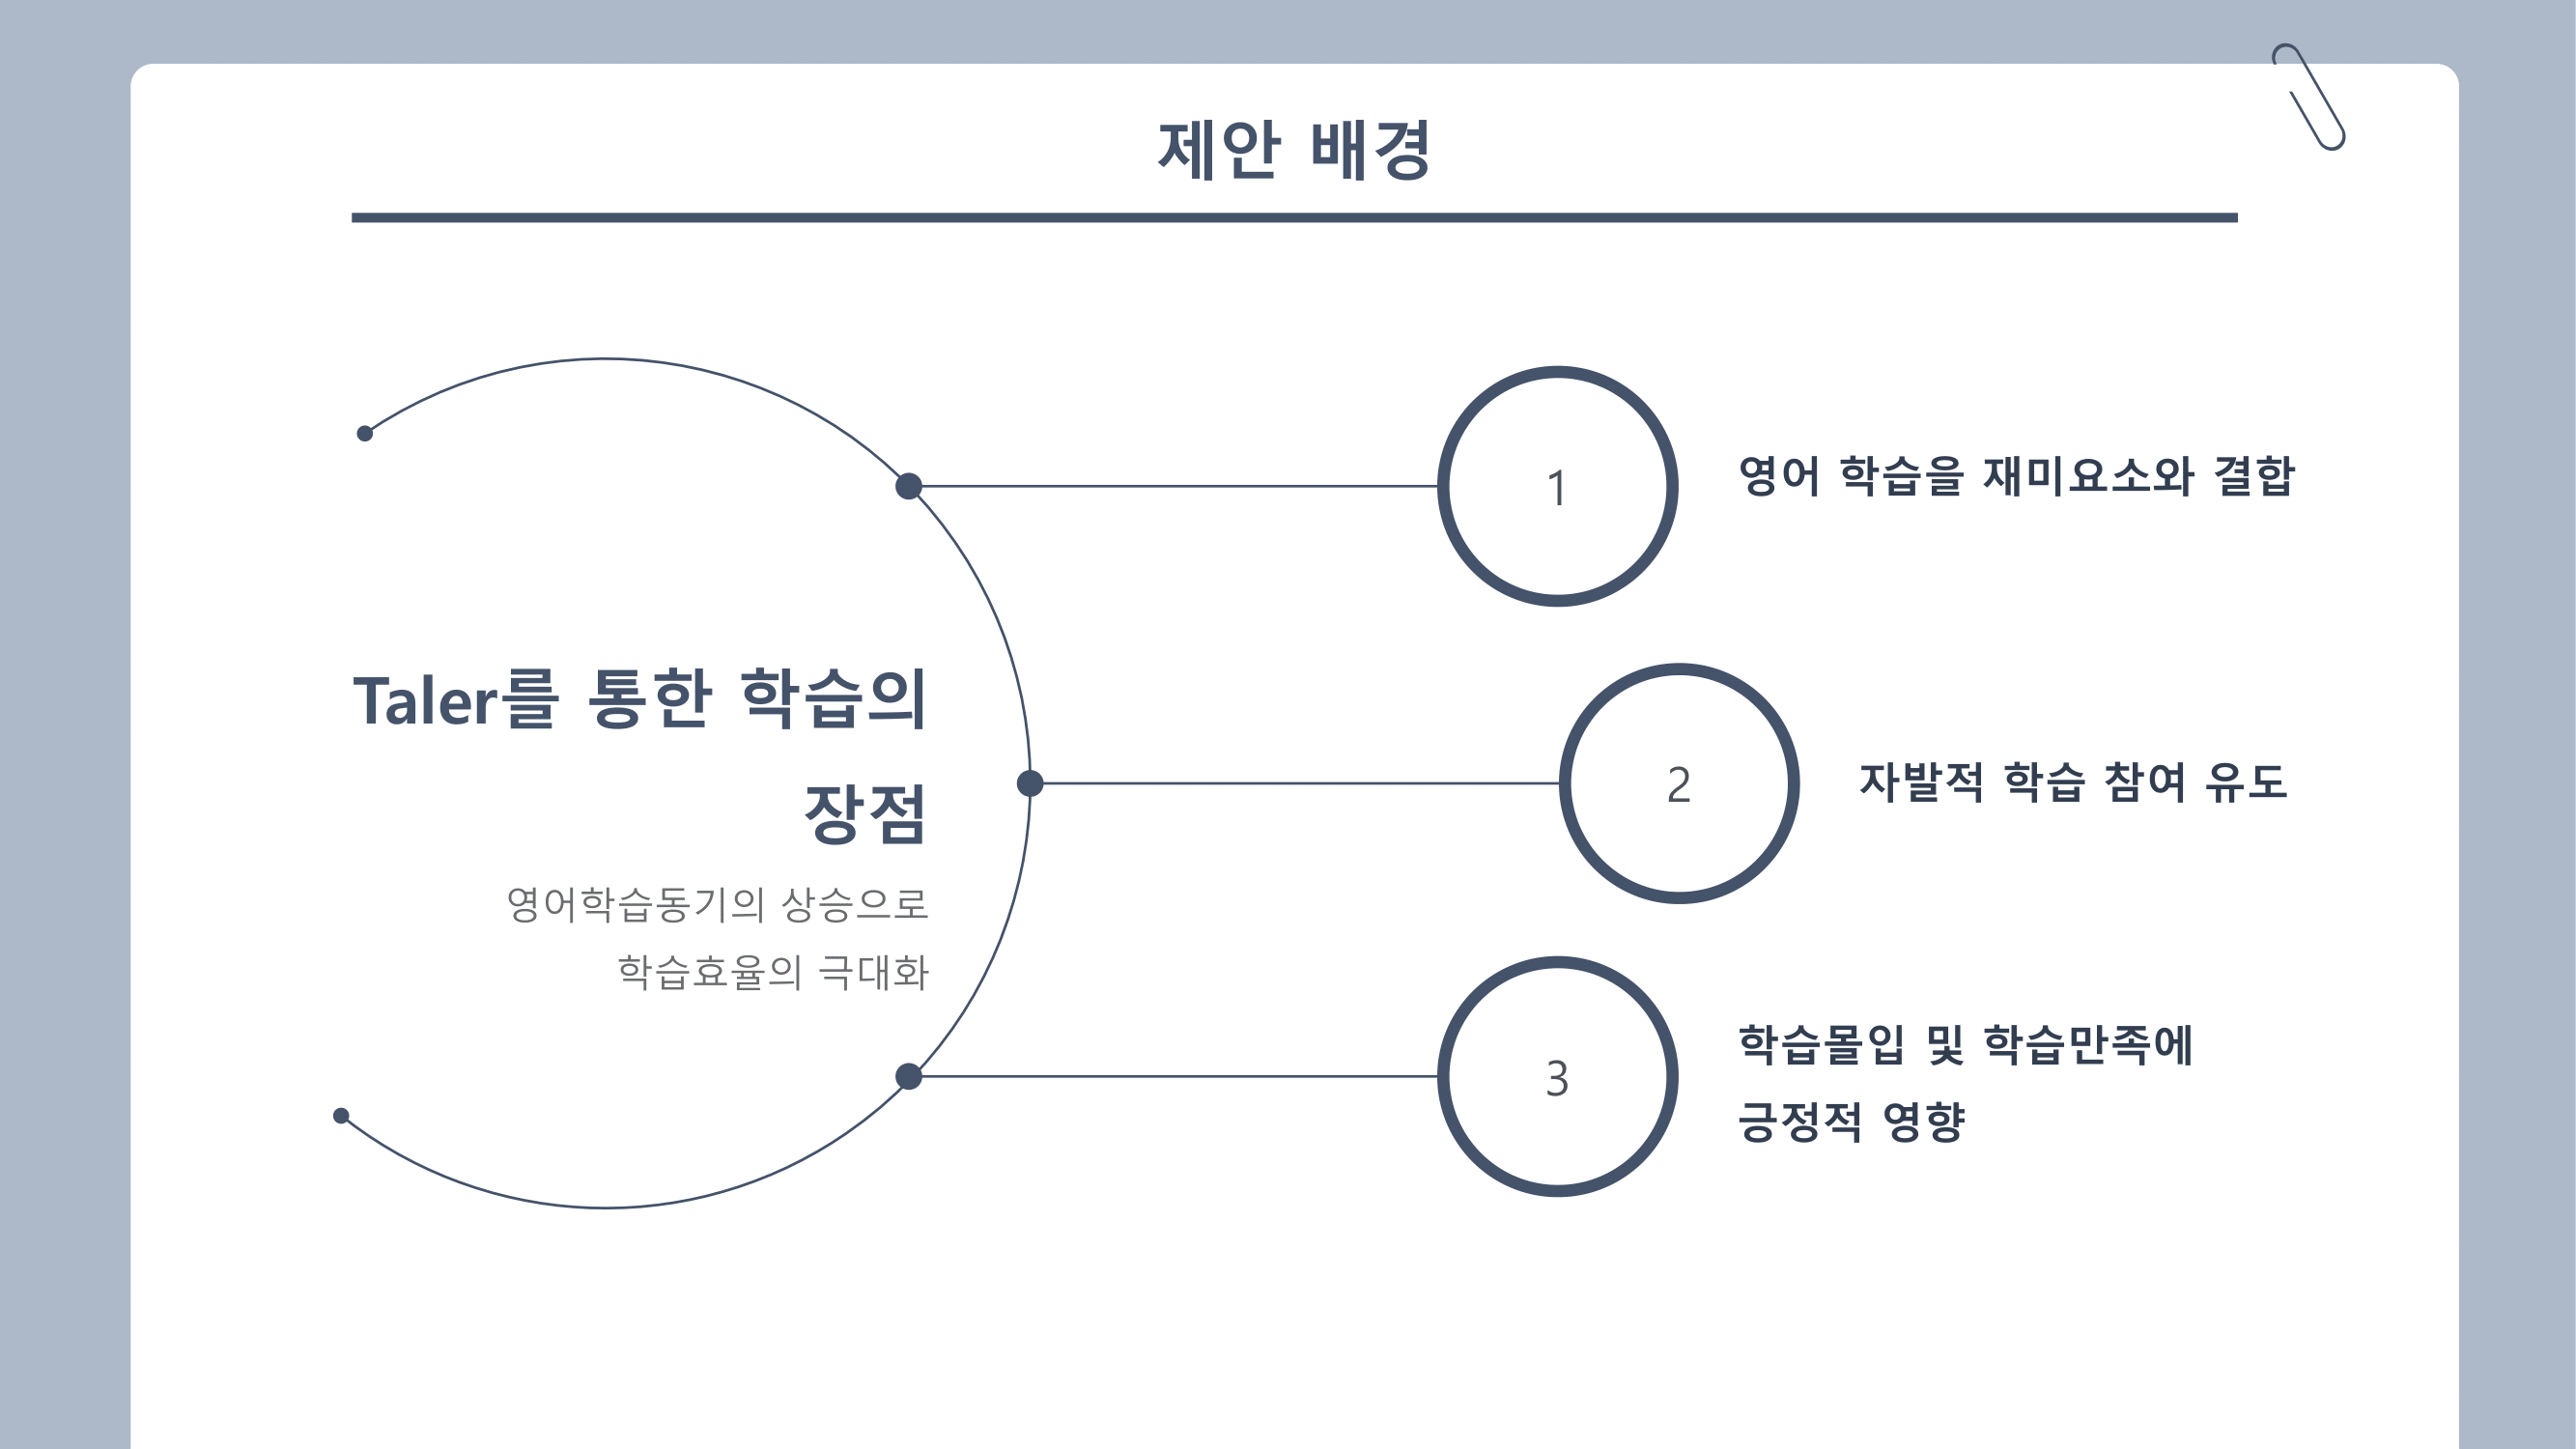 제안 배경
Taler를 통한 학습의
장점
영어학습동기의 상승으로
학습효율의 극대화
1
영어 학습을 재미요소와 결합
2
자발적 학습 참여 유도
3
학습몰입 및 학습만족에
긍정적 영향